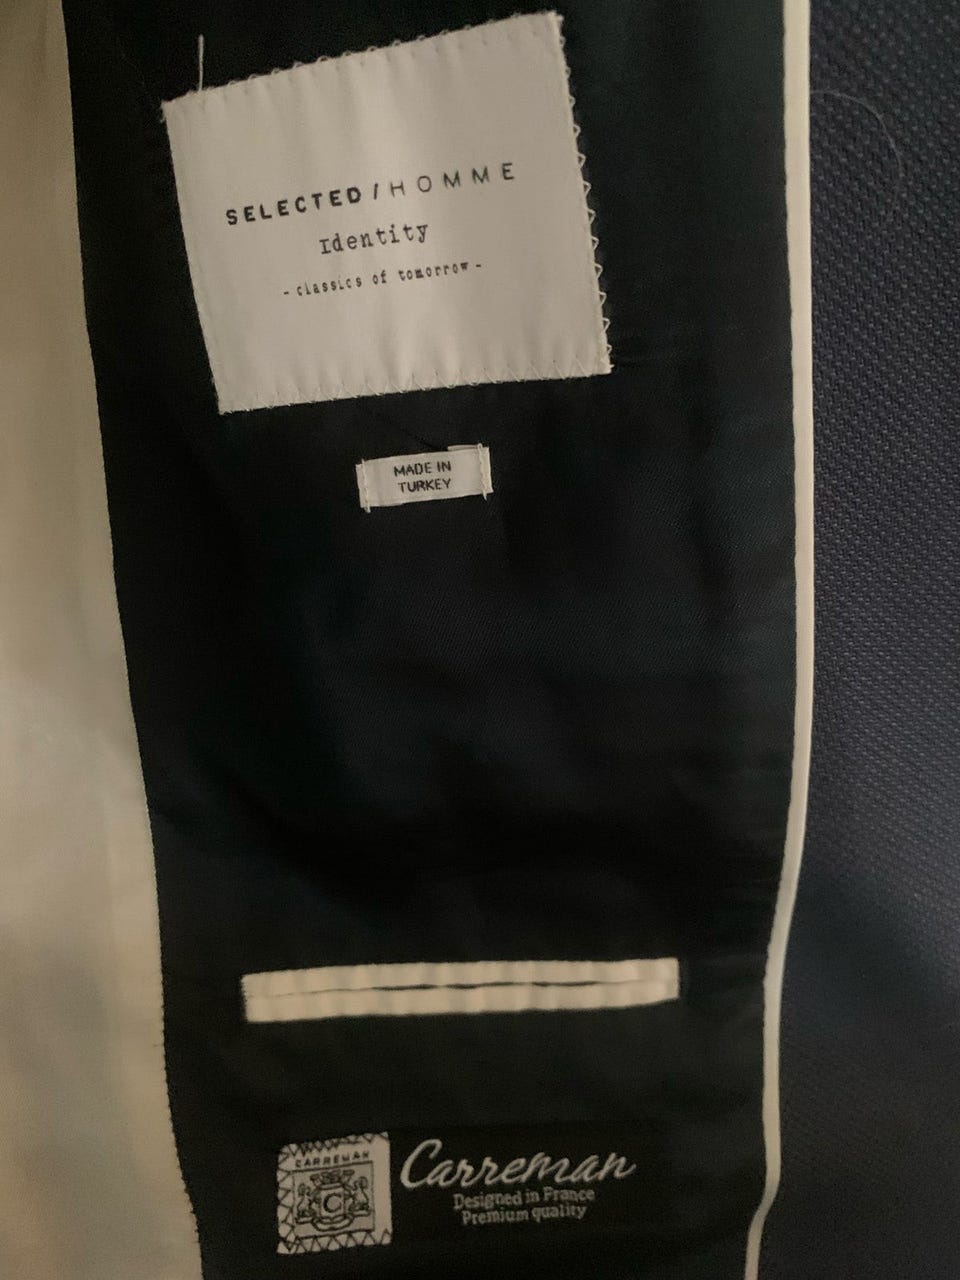 SELECTED/HOMME
Identity
- classics of tomorrow -
MADE IN
TURKEY
CARREMAN
C
Carreman
Designed in France
Premium quality